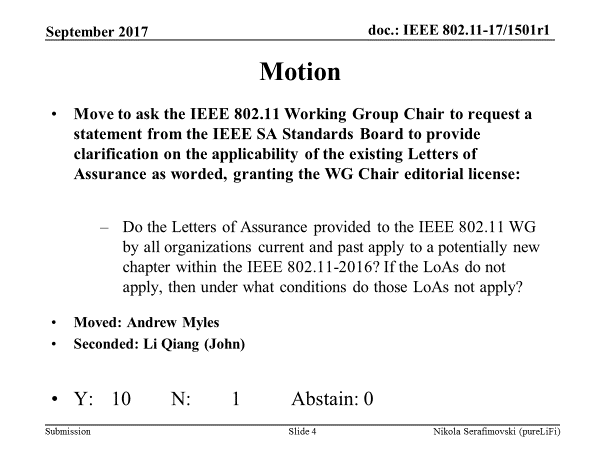 September 2017 doc.: IEEE 802.11-17/1501r1
Motion
• Move to ask the IEEE 802.11 Working Group Chair to request a
statement from the IEEE SA Standards Board to provide
clarification on the applicability of the existing Letters of
Assurance as worded, granting the WG Chair editorial license:
– Do the Letters of Assurance provided to the IEEE 802.11 WG
by all organizations current and past apply to a potentially new
chapter within the IEEE 802.11-2016? If the LoAs do not
apply, then under what conditions do those LoAs not apply?
• Moved: Andrew Myles
• Seconded: Li Qiang (John)
• Y: 10 N: 1 Abstain: 0
Submission Slide 4 Nikola Serafimovski (pureLiFi)